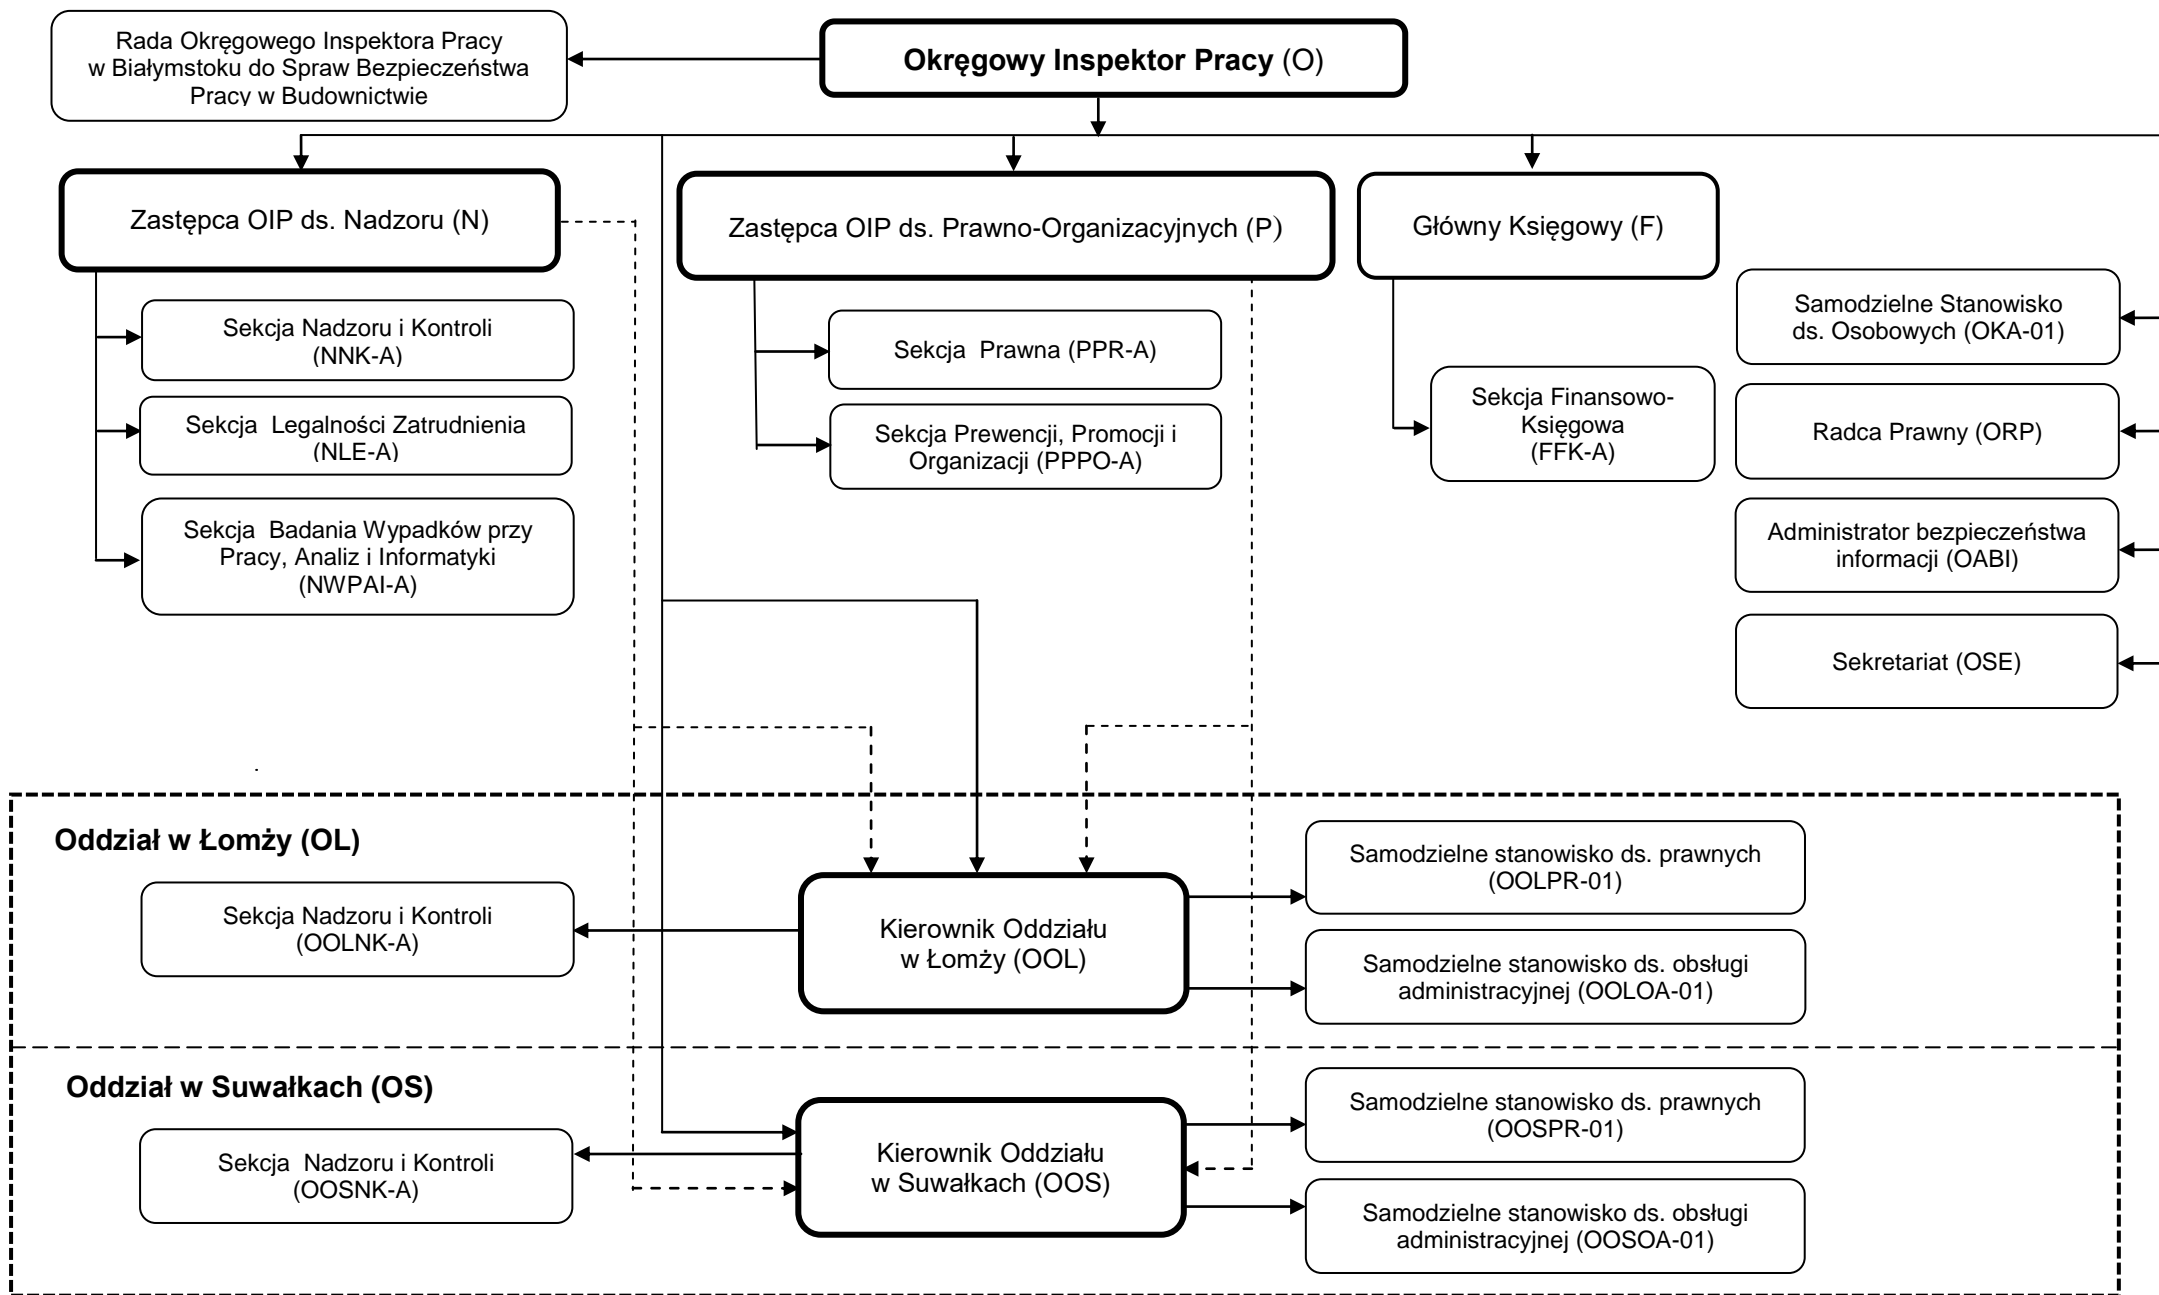 Rada Okręgowego Inspektora Pracy
w Białymstoku do Spraw Bezpieczeństwa
Pracy w Budownictwie
Okręgowy Inspektor Pracy (O)
Zastępca OIP ds. Nadzoru (N)
Zastępca OIP ds. Prawno-Organizacyjnych (P)
Główny Księgowy (F)
Sekcja Nadzoru i Kontroli
(NNK-A)
Sekcja Legalności Zatrudnienia
(NLE-A)
Sekcja Badania Wypadków przy
Pracy, Analiz i Informatyki
(NWPAI-A)
Sekcja Prawna (PPR-A)
Sekcja Prewencji, Promocji i
Organizacji (PPPO-A)
Sekcja Finansowo-
Księgowa
(FFK-A)
Samodzielne Stanowisko
ds. Osobowych (OKA-01)
Radca Prawny (ORP)
Administrator bezpieczeństwa
informacji (OABI)
Sekretariat (OSE)
.
Oddział w Łomży (OL)
Sekcja Nadzoru i Kontroli
(OOLNK-A)
Kierownik Oddziału
w Łomży (OOL)
Samodzielne stanowisko ds. prawnych
(OOLPR-01)
Samodzielne stanowisko ds. obsługi
administracyjnej (OOLOA-01)
Oddział w Suwałkach (OS)
Sekcja Nadzoru i Kontroli
(OOSNK-A)
Kierownik Oddziału
w Suwałkach (OOS)
Samodzielne stanowisko ds. prawnych
(OOSPR-01)
Samodzielne stanowisko ds. obsługi
administracyjnej (OOSOA-01)